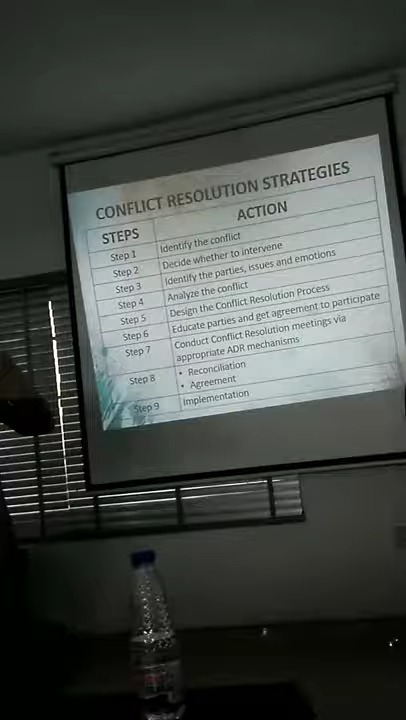 CONFLICT RESOLUTION STRATEGIES
STEPS ACTION
Step 1 Identify the conflict
Step 2 Decide whether to intervene
Step 3 Identify the parties, issues and emotions
Step 4 Analyze the conflict
Step 5 Design the Conflict Resolution Process
Step 6 Educate parties and get agreement to participate
Step 7 Conduct Conflict Resolution meetings via
appropriate ADR mechanisms
Step 8 • Reconciliation
• Agreement
Step 9 Implementation